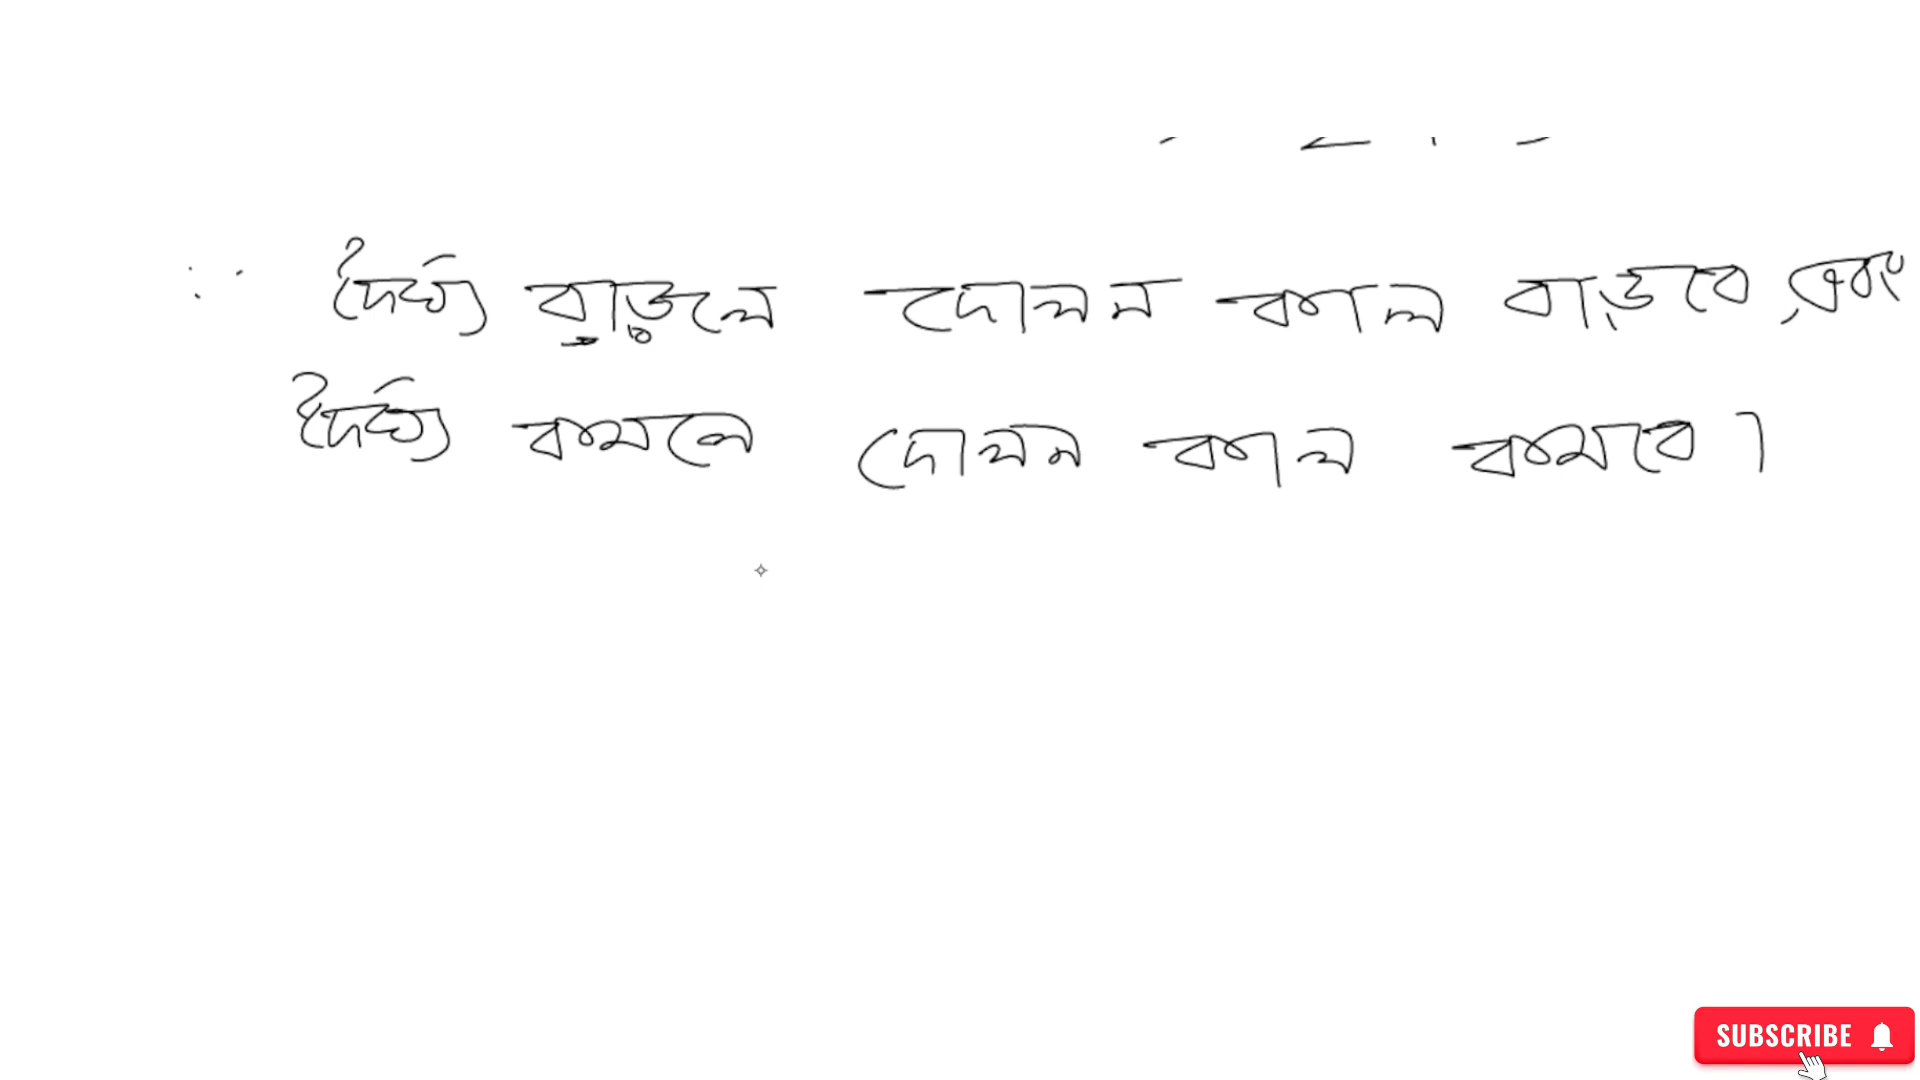 ∴ দৈর্ঘ্য বাড়লে দোলন কাল বাড়বে এবং
দৈর্ঘ্য কমলে দোলন কাল কমবে।
SUBSCRIBE